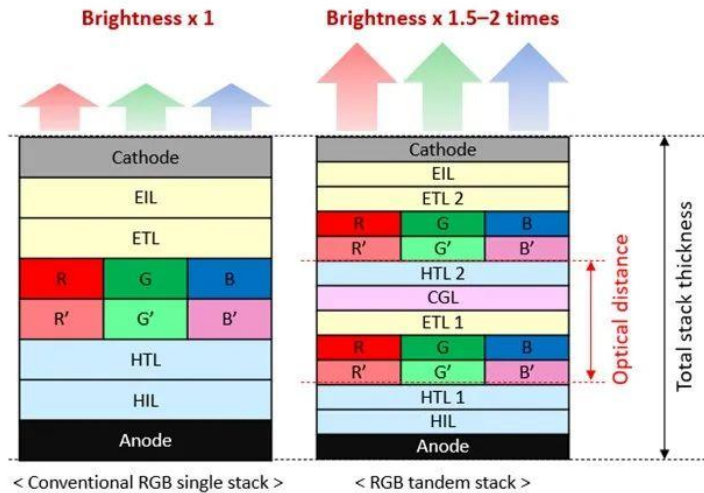 Brightness x 1
Brightness x 1.5–2 times
Cathode
EIL
ETL
R G B
R’ G’ B’
HTL
HIL
Anode
< Conventional RGB single stack >
Cathode
EIL
ETL 2
R G B
R’ G’ B’
HTL 2
CGL
ETL 1
R G B
R’ G’ B’
HTL 1
HIL
Anode
< RGB tandem stack >
Optical distance
Total stack thickness